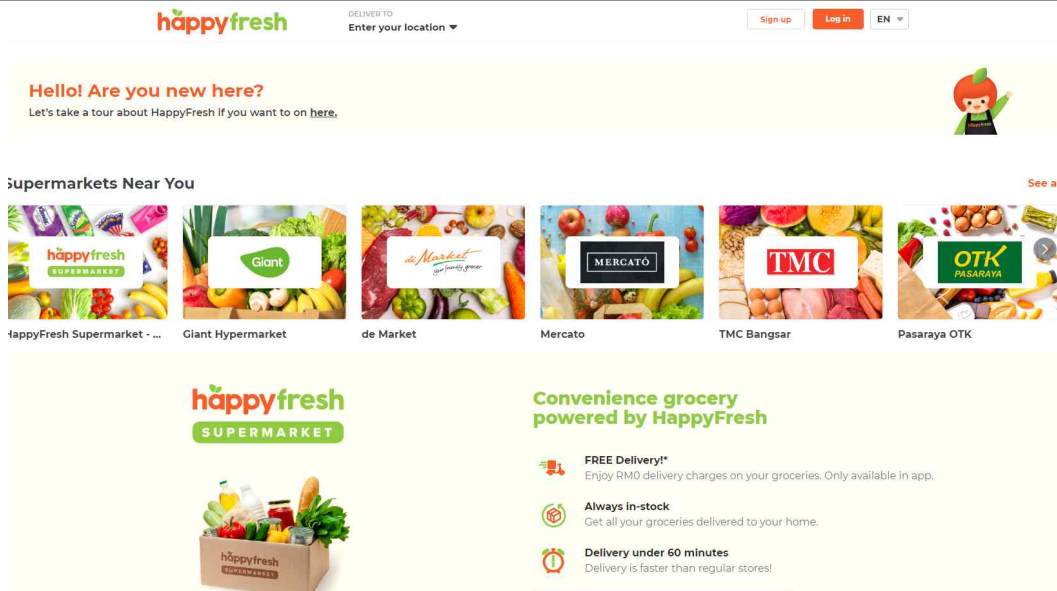 happyfresh
DELIVER TO
Enter your location
Sign up
Log in
EN
Hello! Are you new here?
Let's take a tour about HappyFresh if you want to on here.
Supermarkets Near You
See a
happyfresh
SUPERMARKET
Giant
de Market
your friendly grocer
MERCATÓ
TMC
OTK
PASARAYA
HappyFresh Supermarket - ...
Giant Hypermarket
de Market
Mercato
TMC Bangsar
Pasaraya OTK
happyfresh
SUPERMARKET
Convenience grocery
powered by HappyFresh
FREE Delivery!*
Enjoy RM0 delivery charges on your groceries. Only available in app.
Always in-stock
Get all your groceries delivered to your home.
Delivery under 60 minutes
Delivery is faster than regular stores!
happyfresh
SUPERMARKET